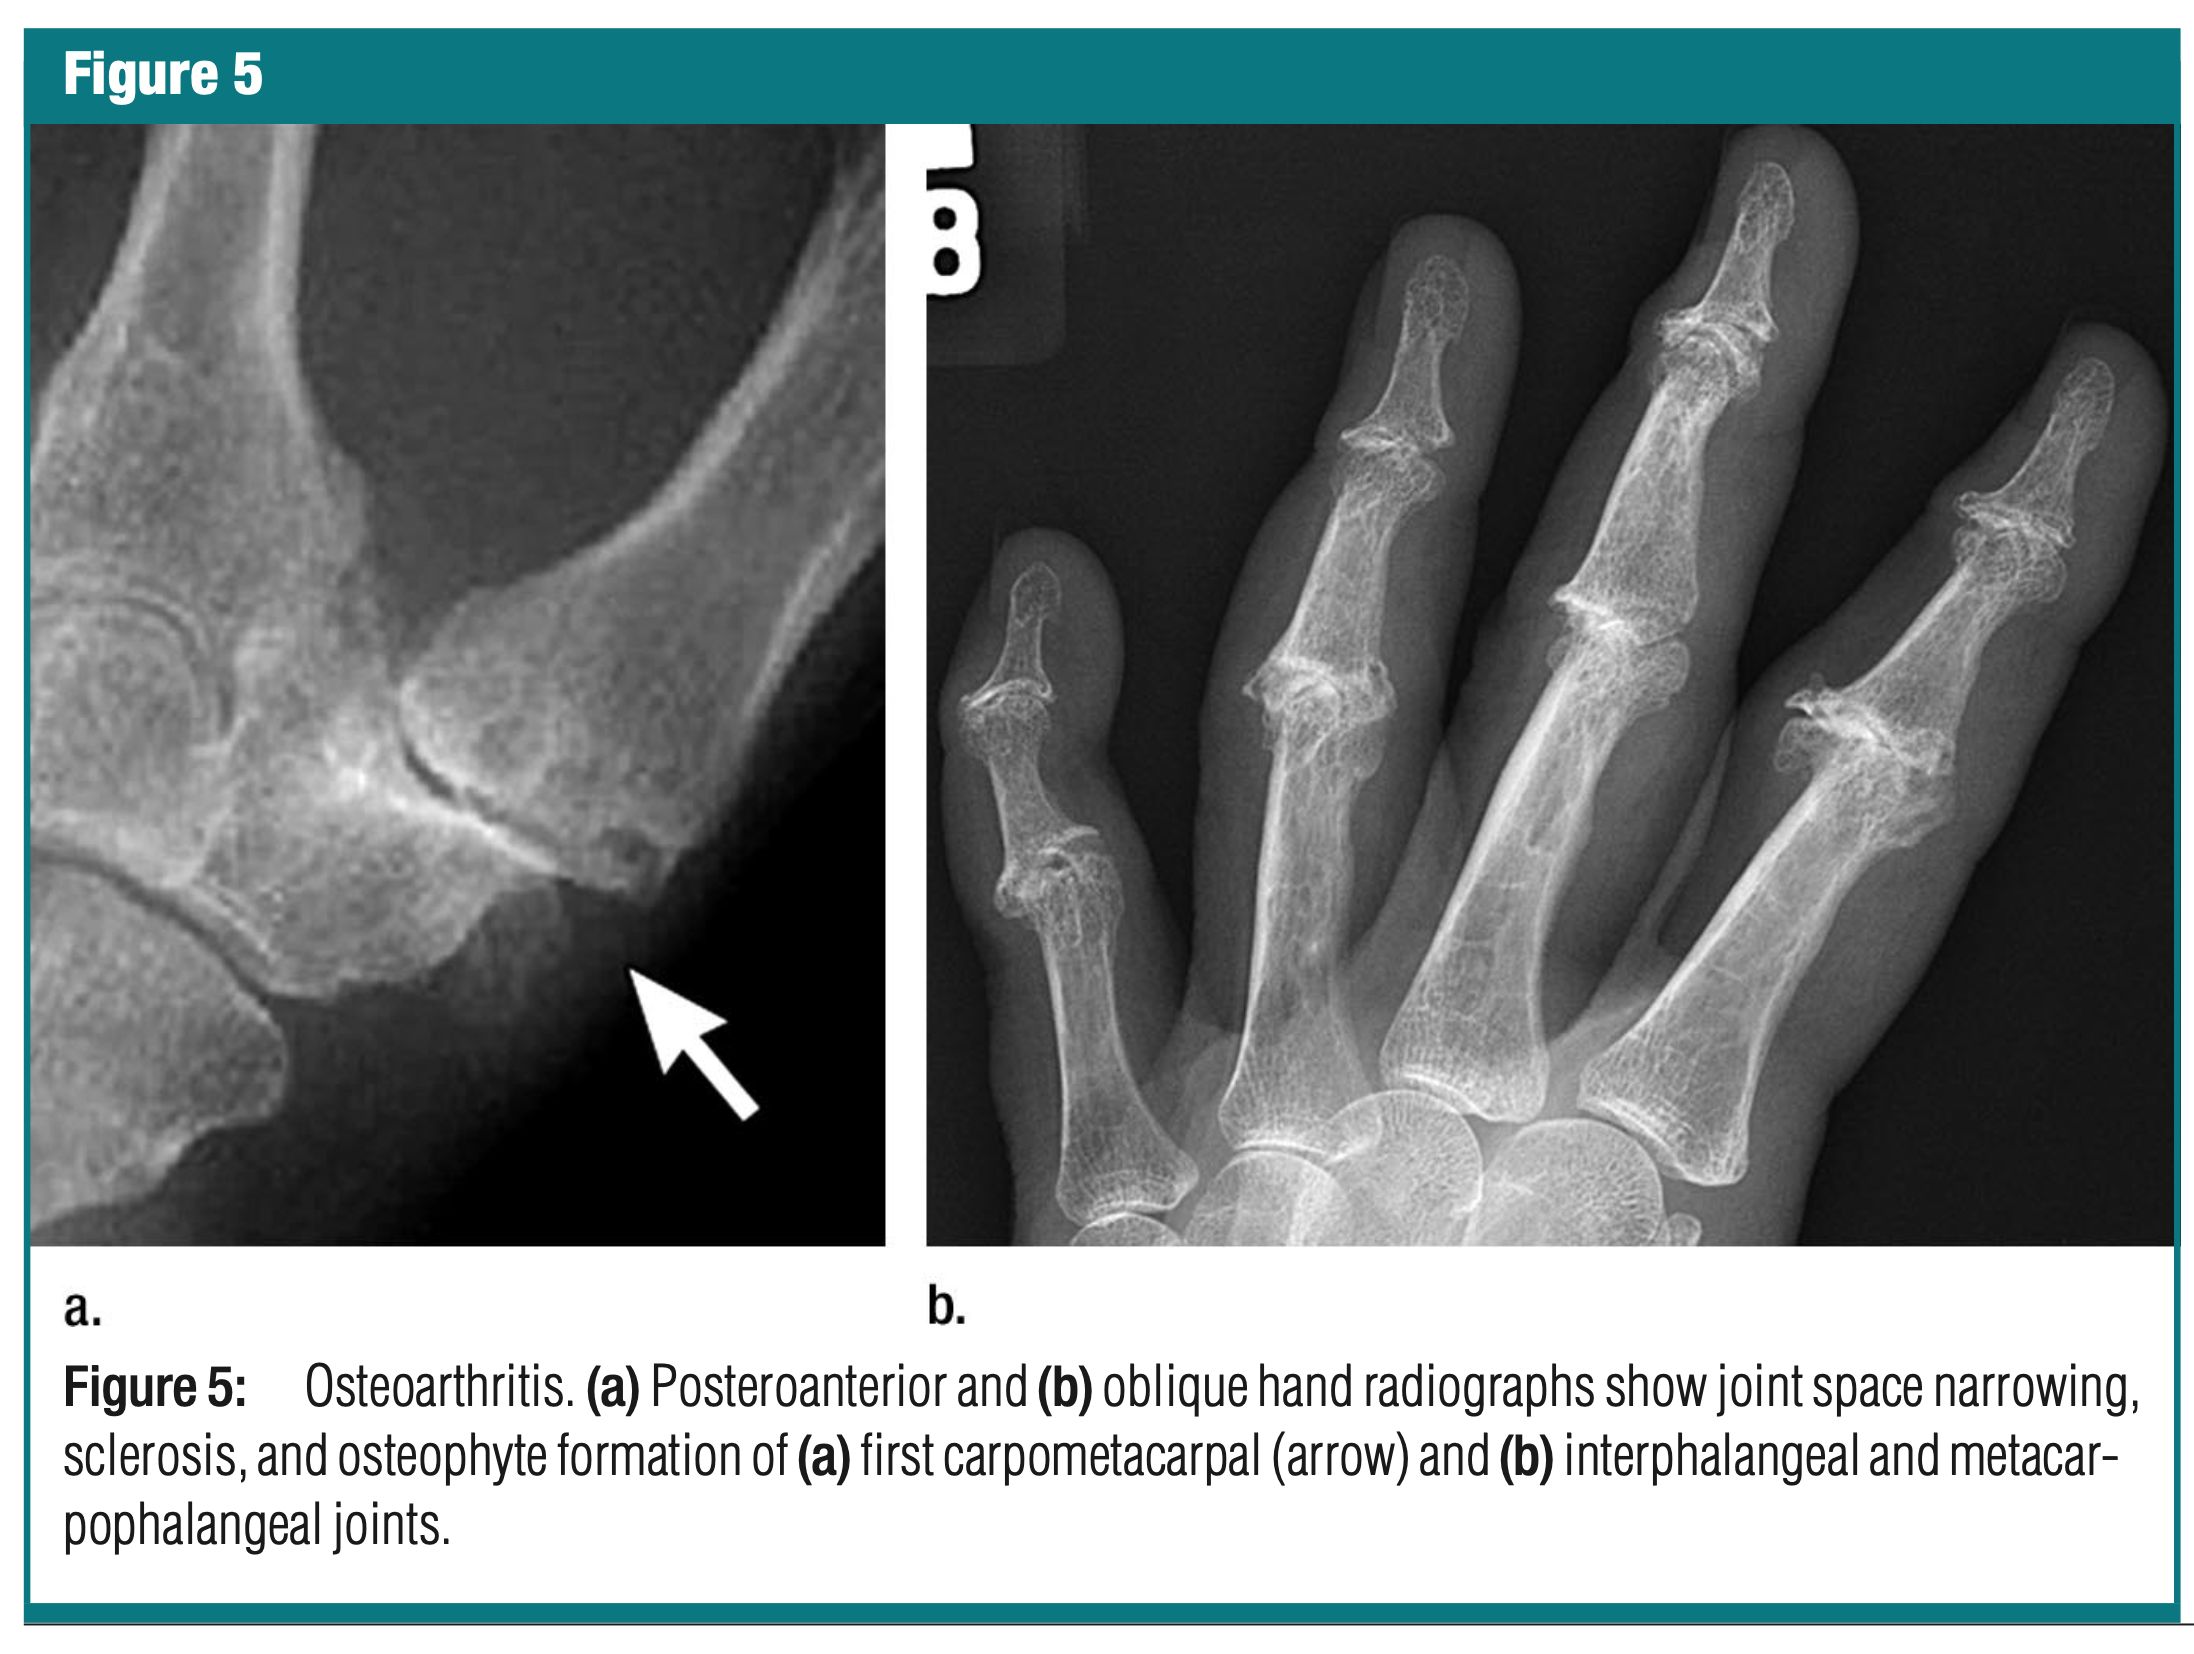 Figure 5
B
a.
b.
Figure 5: Osteoarthritis. (a) Posteroanterior and (b) oblique hand radiographs show joint space narrowing,
sclerosis, and osteophyte formation of (a) first carpometacarpal (arrow) and (b) interphalangeal and metacar-
pophalangeal joints.